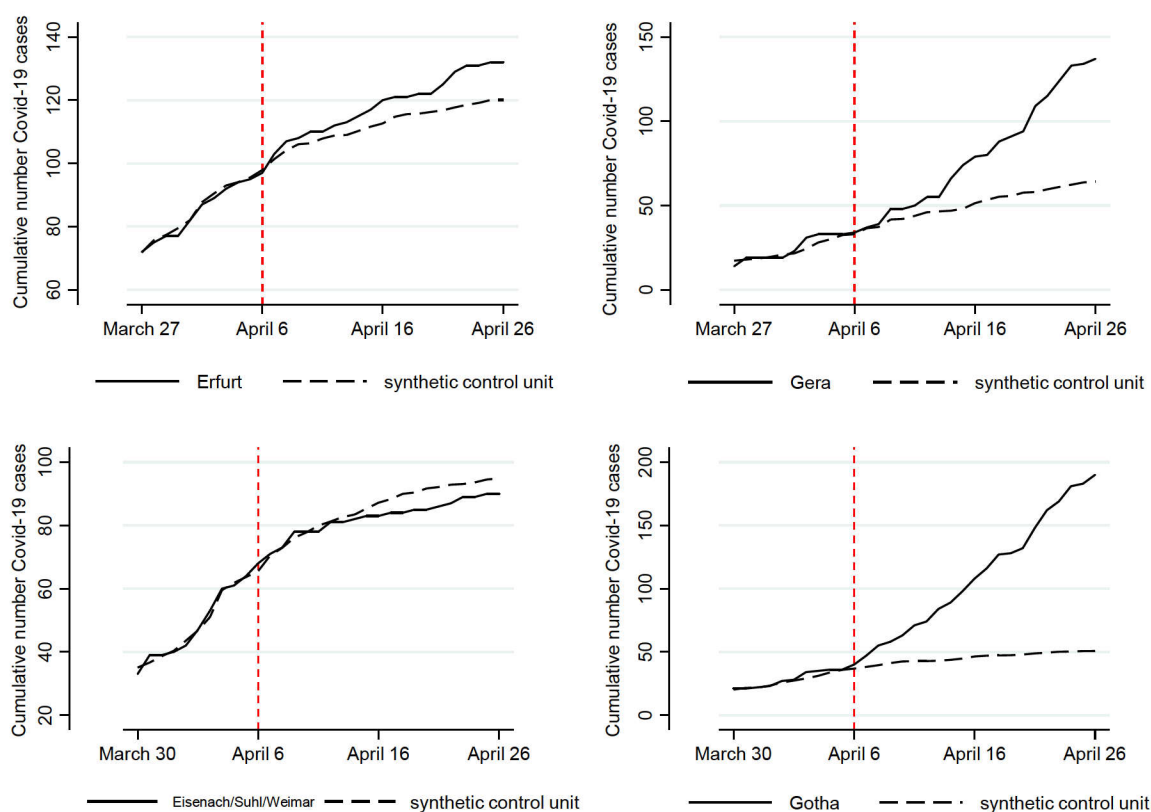 Cumulative number Covid-19 cases
140
120
100
80
60
March 27 April 6 April 16 April 26
Erfurt synthetic control unit
Cumulative number Covid-19 cases
150
100
50
0
March 27 April 6 April 16 April 26
Gera synthetic control unit
Cumulative number Covid-19 cases
100
80
60
40
20
March 30 April 6 April 16 April 26
Eisenach/Suhl/Weimar synthetic control unit
Cumulative number Covid-19 cases
200
150
100
50
0
March 30 April 6 April 16 April 26
Gotha synthetic control unit